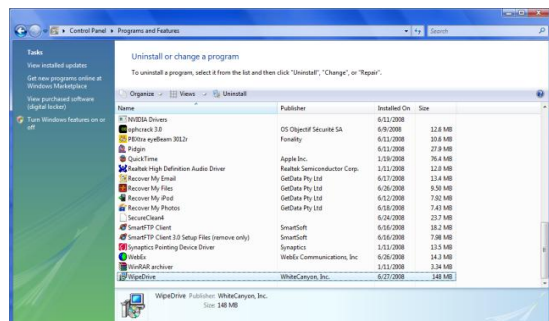 Control Panel ▸ Programs and Features
Search
Tasks
View installed updates
Get new programs online at
Windows Marketplace
View purchased software
(digital locker)
Turn Windows features on or
off
Uninstall or change a program
To uninstall a program, select it from the list and then click "Uninstall", "Change", or "Repair".
Organize Views Uninstall
Name Publisher Installed On Size
NVIDIA Drivers 6/11/2008
ophcrack 3.0 OS Objectif Sécurité SA 6/9/2008 12.6 MB
PBXtra eyeBeam 3012r Fonality 6/11/2008 10.6 MB
Pidgin 6/11/2008 27.9 MB
QuickTime Apple Inc. 1/19/2008 76.4 MB
Realtek High Definition Audio Driver Realtek Semiconductor Corp. 1/11/2008 12.0 MB
Recover My Email GetData Pty Ltd 6/17/2008 13.4 MB
Recover My Files GetData Pty Ltd 6/26/2008 9.50 MB
Recover My iPod GetData Pty Ltd 6/12/2008 7.92 MB
Recover My Photos GetData Pty Ltd 6/18/2008 7.43 MB
SecureClean4 6/24/2008 23.7 MB
SmartFTP Client SmartSoft 6/16/2008 18.2 MB
SmartFTP Client 3.0 Setup Files (remove only) SmartSoft 6/16/2008 7.98 MB
Synaptics Pointing Device Driver Synaptics 1/11/2008 13.5 MB
WebEx WebEx Communications, Inc 6/26/2008 14.3 MB
WinRAR archiver 1/11/2008 3.34 MB
WipeDrive WhiteCanyon, Inc. 6/27/2008 148 MB
WipeDrive Publisher: WhiteCanyon, Inc.
Size: 148 MB